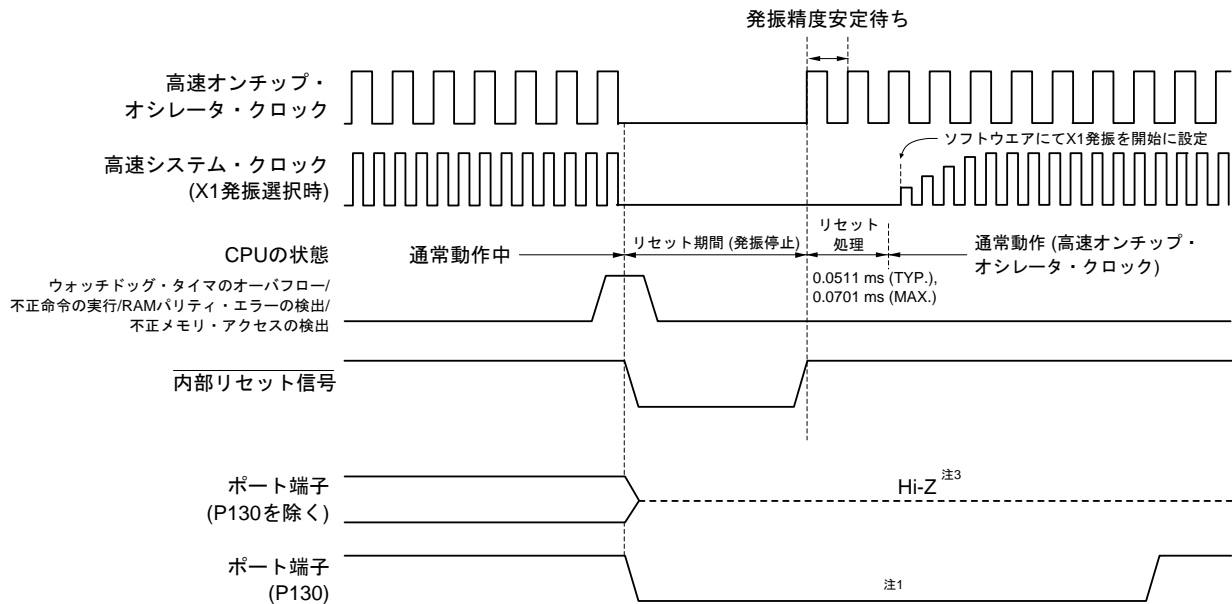 発振精度安定待ち
高速オンチップ・
オシレータ・クロック
ソフトウエアにてX1発振を開始に設定
高速システム・クロック
(X1発振選択時)
CPUの状態
通常動作中
リセット期間 (発振停止)
リセット
処理
通常動作 (高速オンチップ・
オシレータ・クロック)
0.0511 ms (TYP.),
0.0701 ms (MAX.)
ウォッチドッグ・タイマのオーバフロー/
不正命令の実行/RAMパリティ・エラーの検出/
不正メモリ・アクセスの検出
内部リセット信号
ポート端子
(P130を除く)
Hi-Z 注3
ポート端子
(P130)
注1